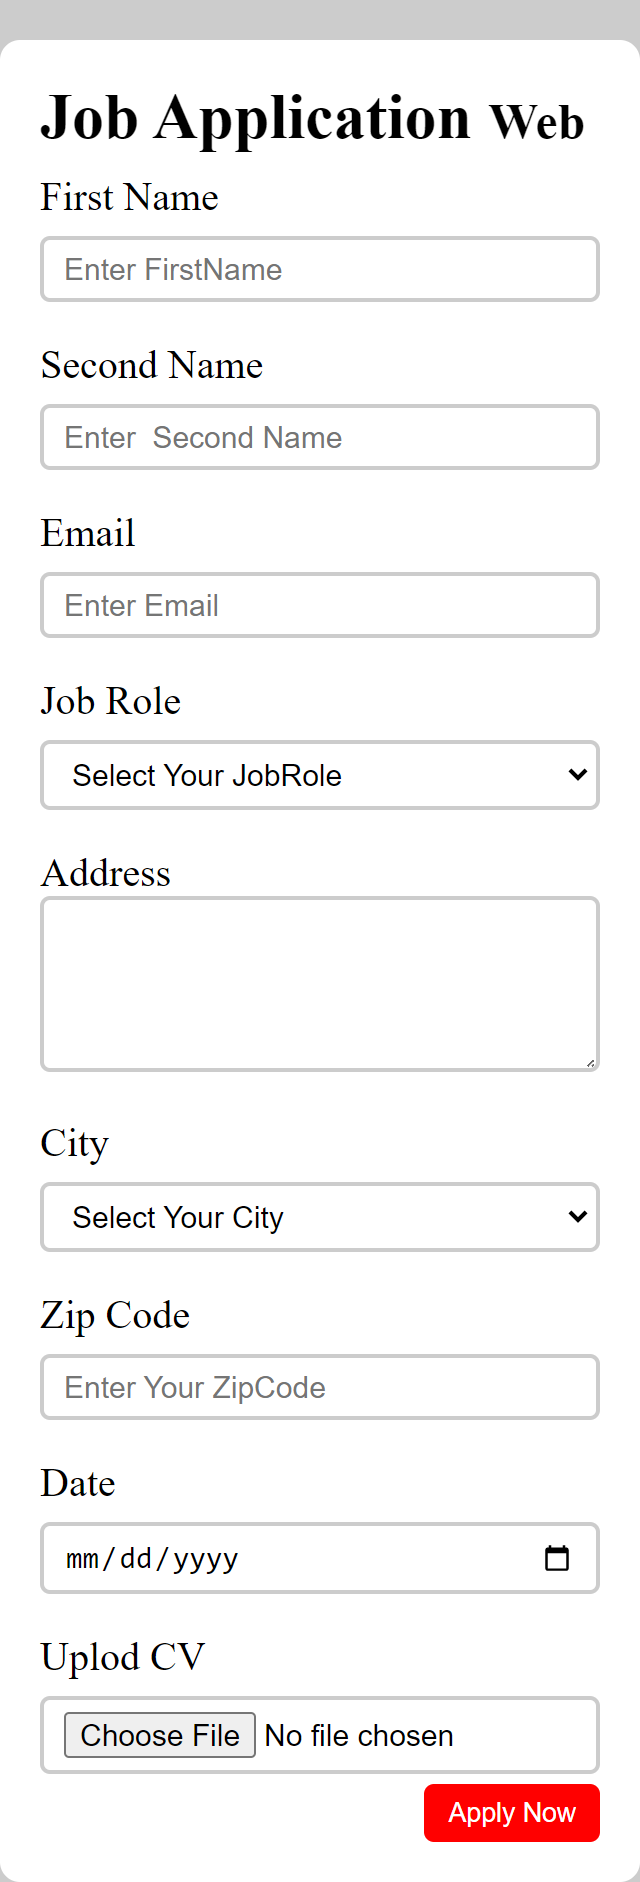 Job Application Web
First Name
Enter FirstName
Second Name
Enter  Second Name
Email
Enter Email
Job Role
Select Your JobRole
Address
City
Select Your City
Zip Code
Enter Your ZipCode
Date
mm/dd/yyyy
Uplod CV
Choose File No file chosen
Apply Now